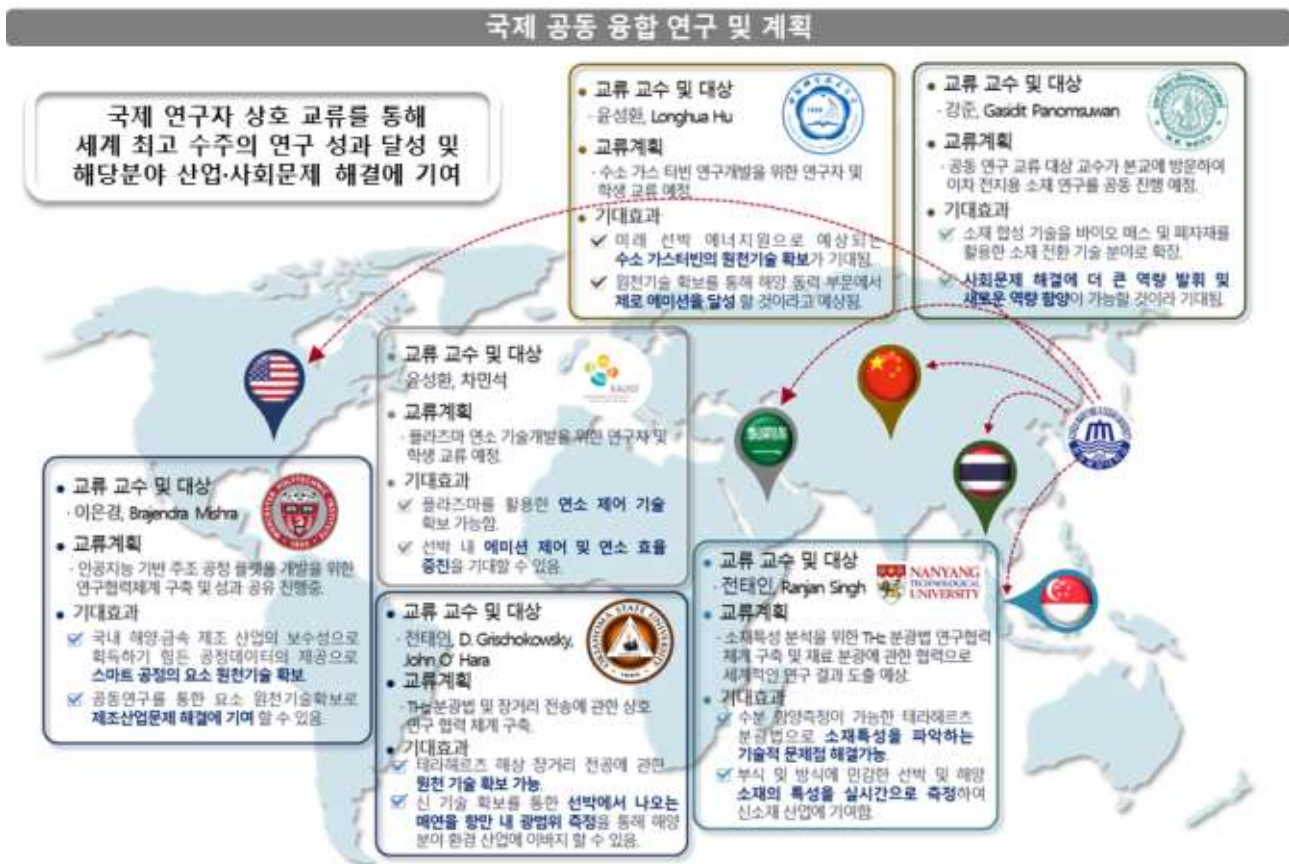 국제 공동 융합 연구 및 계획
국제 연구자 상호 교류를 통해
세계 최고 수주의 연구 성과 달성 및
해당분야 산업·사회문제 해결에 기여
• 교류 교수 및 대상
· 윤성환, Longhua Hu
• 교류계획
· 수소 가스 터빈 연구개발을 위한 연구자 및
학생 교류 예정.
• 기대효과
✓ 미래 선박 에너지원으로 예상되는
수소 가스터빈의 원천기술 확보가 기대됨.
✓ 원천기술 확보를 통해 해양 동력 부문에서
제로 에미션을 달성 할 것이라고 예상됨.
• 교류 교수 및 대상
· 강준, Gasidit Panomsuwan
• 교류계획
· 공동 연구 교류 대상 교수가 본교에 방문하여
이차 전지용 소재 연구를 공동 진행 예정.
• 기대효과
✓ 소재 합성 기술을 바이오 매스 및 폐자재를
활용한 소재 전환 기술 분야로 확장.
✓ 사회문제 해결에 더 큰 역량 발휘 및
새로운 역량 함양이 가능할 것이라 기대됨.
• 교류 교수 및 대상
윤성환, 차민석
KAUST
• 교류계획
· 플라즈마 연소 기술개발을 위한 연구자 및
학생 교류 예정.
• 기대효과
✓ 플라즈마를 활용한 연소 제어 기술
확보 가능함.
✓ 선박 내 에미션 제어 및 연소 효율
증진을 기대할 수 있음.
• 교류 교수 및 대상
· 이은경, Brajendra Mishra
WORCESTER POLYTECHNIC INSTITUTE
• 교류계획
· 인공지능 기반 주조 공정 플랫폼 개발을 위한
연구협력체계 구축 및 성과 공유 진행중.
• 기대효과
✓ 국내 해양·금속 제조 산업의 보수성으로
획득하기 힘든 공정데이터의 제공으로
스마트 공정의 요소 원천기술 확보.
✓ 공동연구를 통한 요소 원천기술확보로
제조산업문제 해결에 기여 할 수 있음.
• 교류 교수 및 대상
· 전태인, D. Grischokowsky,
John O' Hara
OKLAHOMA STATE UNIVERSITY
• 교류계획
· THz 분광법 및 장거리 전송에 관한 상호
연구 협력 체계 구축.
• 기대효과
✓ 테라헤르츠 해상 장거리 전공에 관한
원천 기술 확보 가능.
✓ 신 기술 확보를 통한 선박에서 나오는
매연을 항만 내 광범위 측정을 통해 해양
분야 환경 산업에 이바지 할 수 있음.
• 교류 교수 및 대상
· 전태인, Ranjan Singh
NANYANG
TECHNOLOGICAL
UNIVERSITY
• 교류계획
· 소재특성 분석을 위한 THz 분광법 연구협력
체계 구축 및 재료 분광에 관한 협력으로
세계적인 연구 결과 도출 예상.
• 기대효과
✓ 수분 함양측정이 가능한 테라헤르츠
분광법으로 소재특성을 파악하는
기술적 문제점 해결가능.
✓ 부식 및 방식에 민감한 선박 및 해양
소재의 특성을 실시간으로 측정하여
신소재 산업에 기여함.